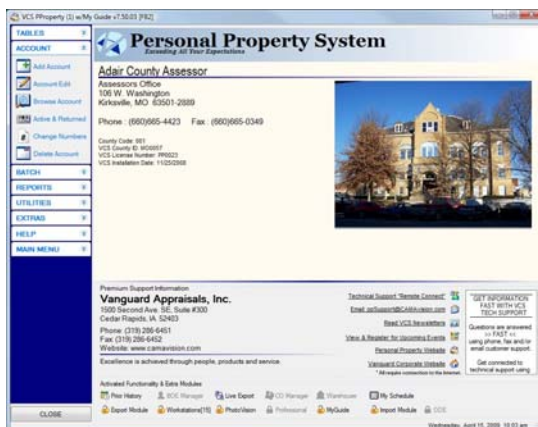 VCS PProperty (1) w/My Guide v7.50.03 [F82]
TABLES
ACCOUNT
Add Account
Account Edit
Browse Account
Active & Returned
Change Numbers
Delete Account
BATCH
REPORTS
UTILITIES
EXTRAS
HELP
MAIN MENU
CLOSE
Personal Property System
Exceeding All Your Expectations
Adair County Assessor
Assessors Office
106 W. Washington
Kirksville, MO 63501-2889
Phone : (660)665-4423 Fax : (660)665-0349
County Code: 001
VCS County ID: MO0007
VCS License Number: PP0023
VCS Installation Date: 11/25/2008
Premium Support Information
Vanguard Appraisals, Inc.
1500 Second Ave. SE, Suite #300
Cedar Rapids, IA 52403
Phone (319) 286-6451
Fax (319) 286-6452
Website: www.camavision.com
Excellence is achieved through people, products and service.
Technical Support "Remote Connect"
Email ppSupport@CAMAvision.com
Read VCS Newsletters
View & Register for Upcoming Events
Personal Property Website
Vanguard Corporate Website
* All require connection to the Internet
GET INFORMATION
FAST WITH VCS
TECH SUPPORT
Questions are answered
>> FAST <<
using phone, fax and/or
email customer support.
Get connected to
technical support using
Activated Functionality & Extra Modules
Prior History BDE Manager Live Export CO Manager Warehouse My Schedule
Export Module Workstations[15] PhotoVision Professional MyGuide Import Module DDE
Wednesday, April 15, 2009 10:03 am